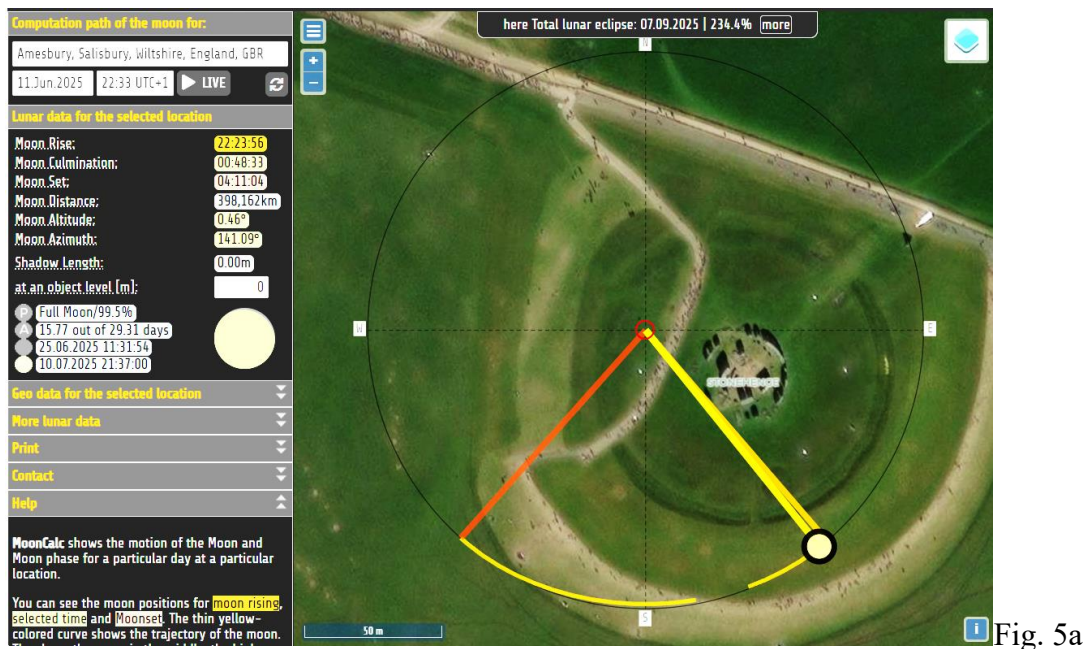 Computation path of the moon for:
Amesbury, Salisbury, Wiltshire, England, GBR
11.Jun.2025 22:33 UTC+1 LIVE
Lunar data for the selected location
Moon Rise: 22:23:56
Moon Culmination: 00:48:33
Moon Set: 04:11:04
Moon Distance: 398,162km
Moon Altitude: 0.46°
Moon Azimuth: 141.09°
Shadow Length: 0.00m
at an object level [m]: 0
P Full Moon/99.5%
A 15.77 out of 29.31 days
25.06.2025 11:31:54
10.07.2025 21:37:00
Geo data for the selected location
More lunar data
Print
Contact
Help
MoonCalc shows the motion of the Moon and
Moon phase for a particular day at a particular
location.
You can see the moon positions for moon rising,
selected time and Moonset. The thin yellow-
colored curve shows the trajectory of the moon.
here Total lunar eclipse: 07.09.2025 | 234.4% more
+
−
N
W
E
STONEHENGE
S
50 m
i
Fig. 5a